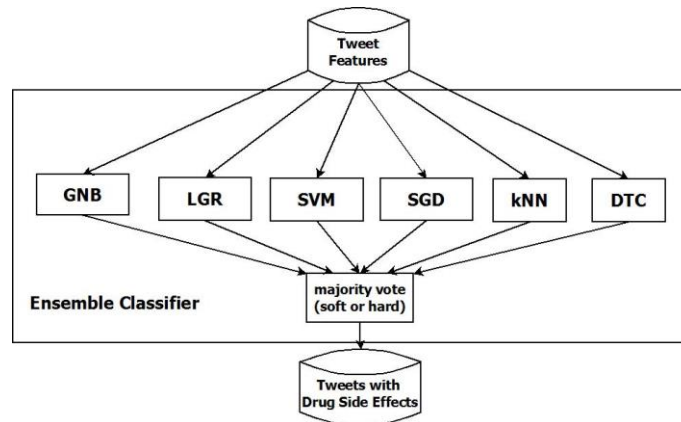 Tweet
Features
GNB
LGR
SVM
SGD
kNN
DTC
majority vote
(soft or hard)
Ensemble Classifier
Tweets with
Drug Side Effects